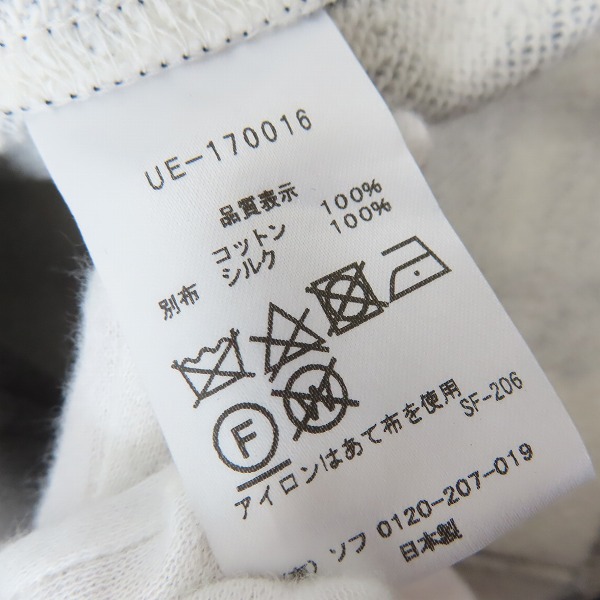 UE-170016
品質表示
コットン 100%
別布 シルク 100%
F
W
アイロンはあて布を使用
SF-206
ソフ 0120-207-019
日本製